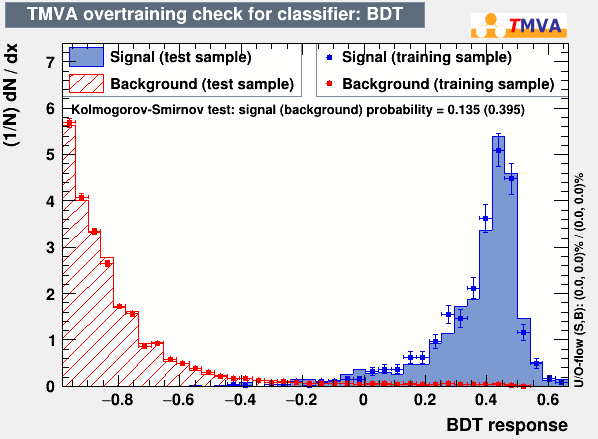 TMVA overtraining check for classifier: BDT
TMVA
(1/N) dN / dx
Signal (test sample)
Background (test sample)
Signal (training sample)
Background (training sample)
Kolmogorov-Smirnov test: signal (background) probability = 0.135 (0.395)
7
6
5
4
3
2
1
0
−0.8 −0.6 −0.4 −0.2 0 0.2 0.4 0.6
BDT response
U/O-flow (S,B): (0.0, 0.0)% / (0.0, 0.0)%